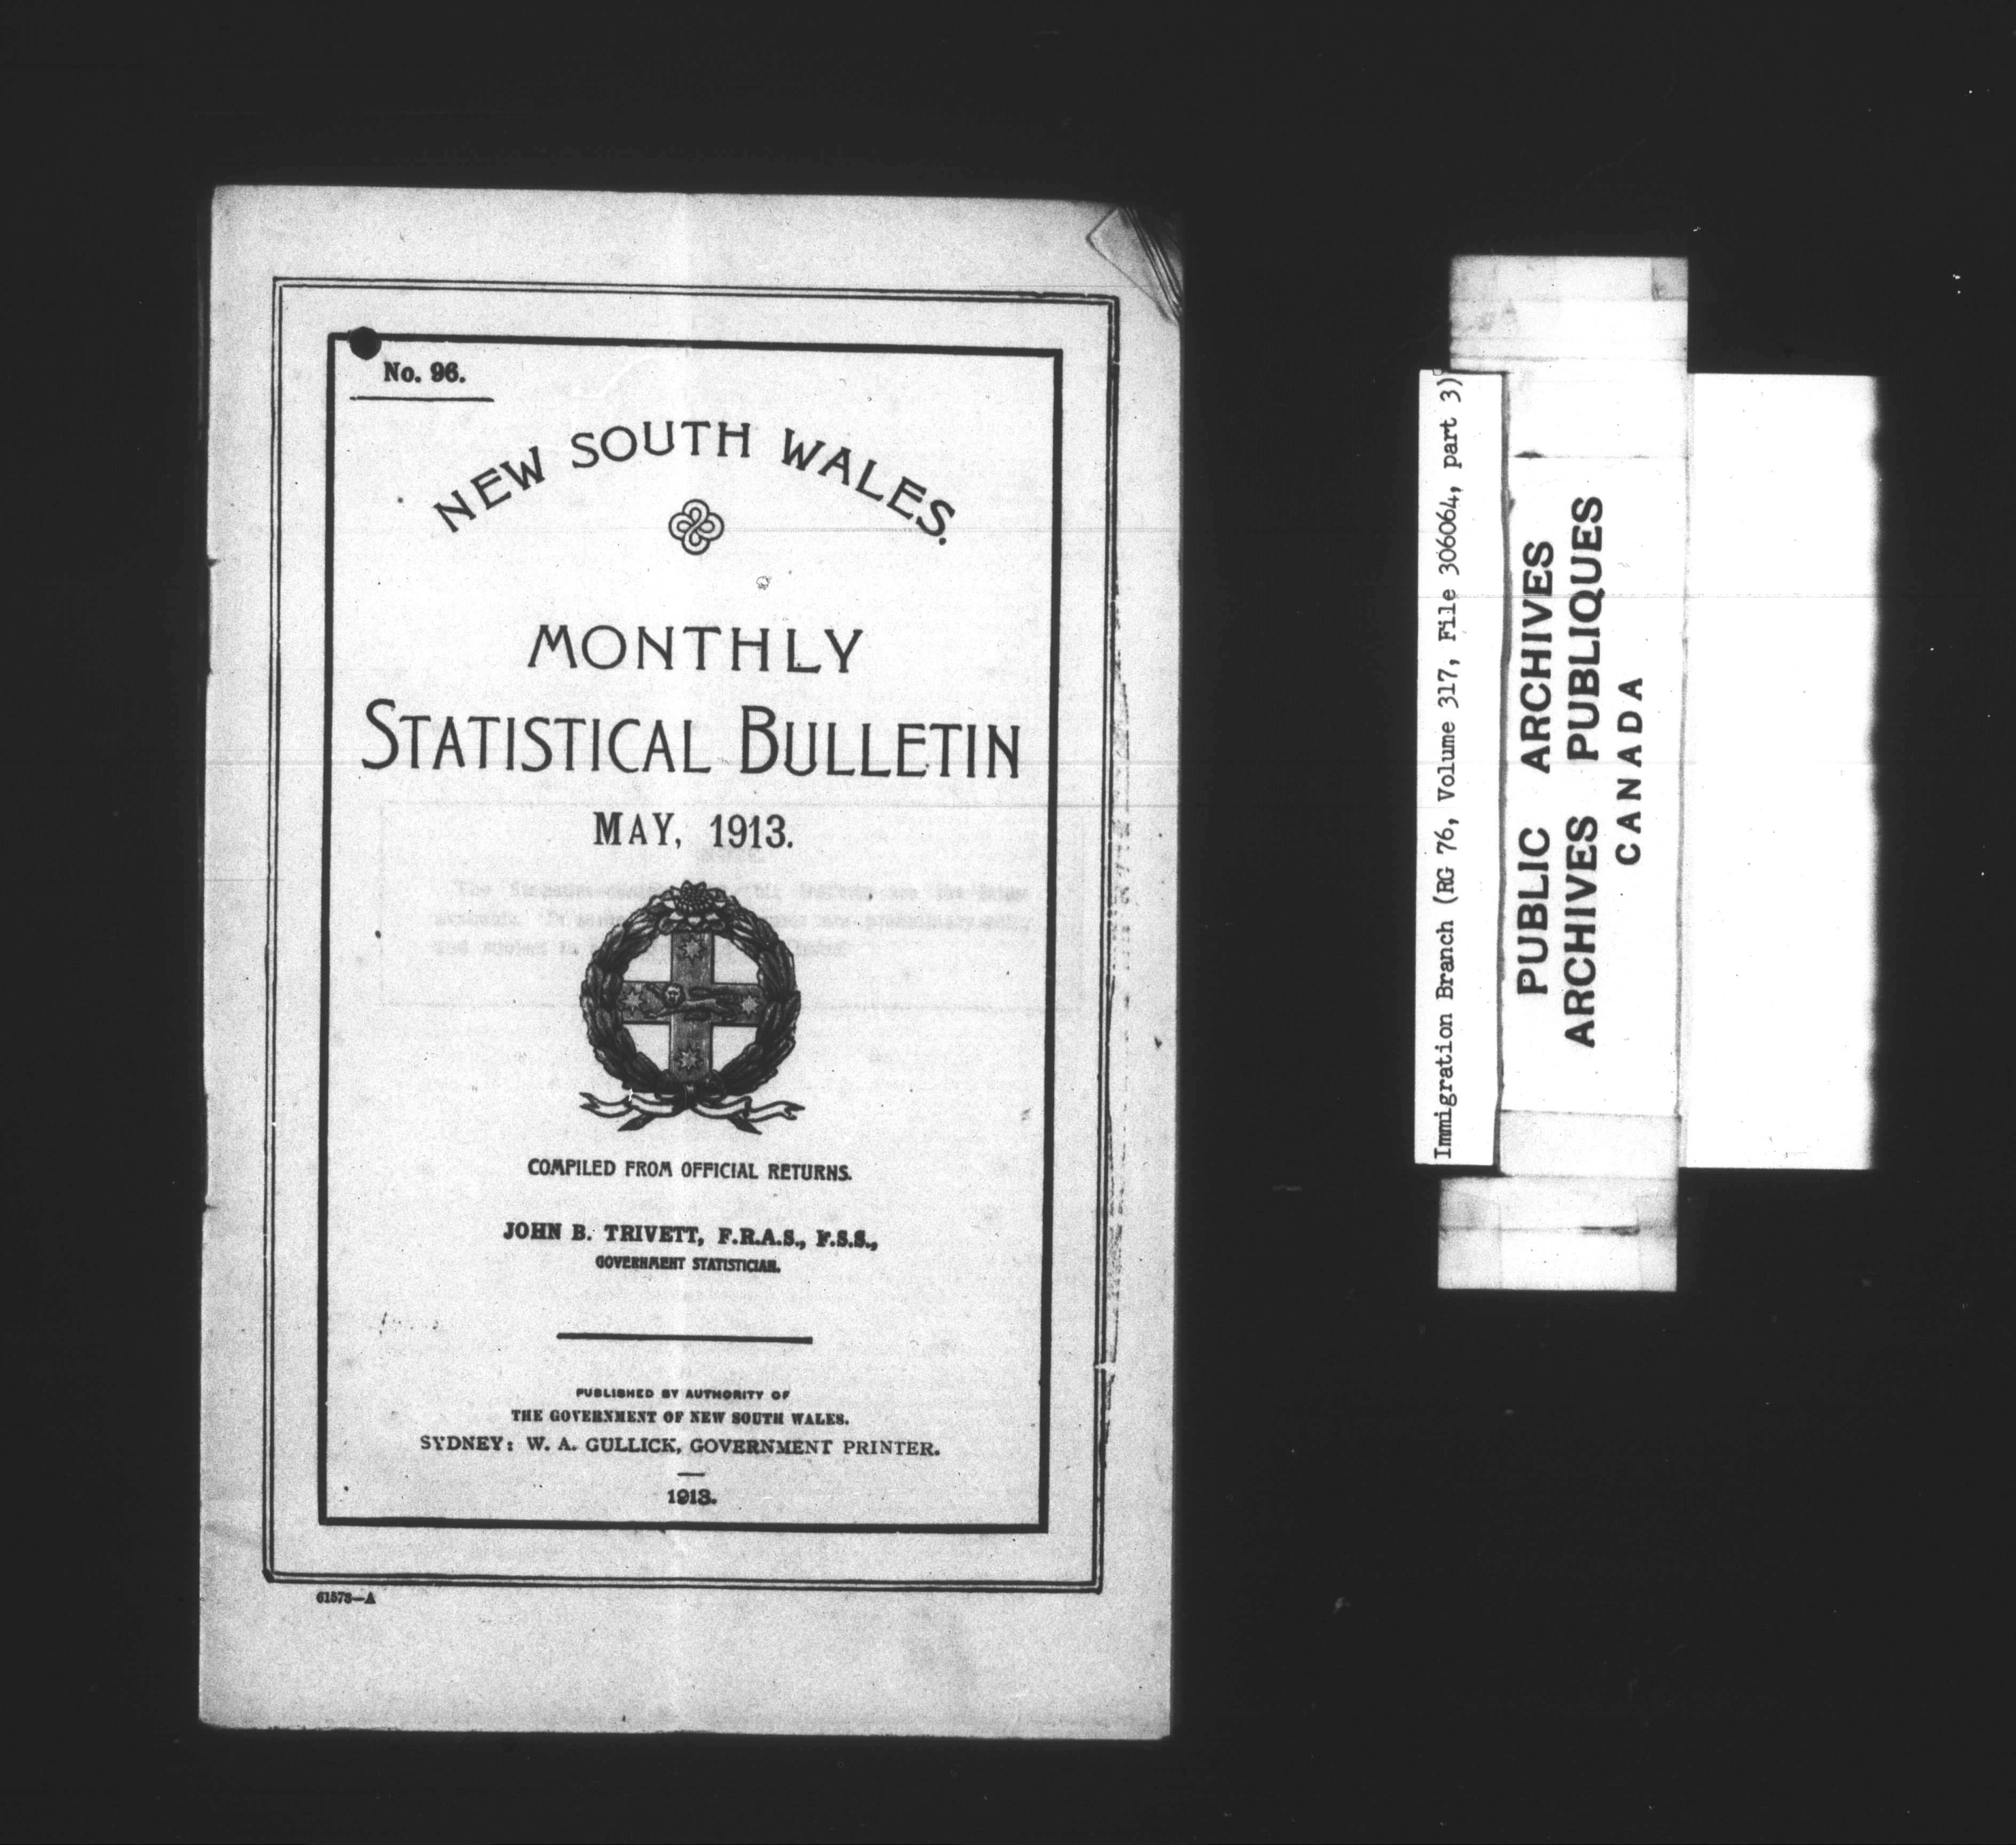 No. 96.
NEW SOUTH WALES.
MONTHLY
STATISTICAL BULLETIN
MAY, 1913.
COMPILED FROM OFFICIAL RETURNS.
JOHN B. TRIVETT, F.R.A.S., F.S.S.,
GOVERNMENT STATISTICIAN.
PUBLISHED BY AUTHORITY OF
THE GOVERNMENT OF NEW SOUTH WALES.
SYDNEY: W. A. GULLICK, GOVERNMENT PRINTER.
1913.
61573—A
Immigration Branch (RG 76, Volume 317, File 306064, part 3)
PUBLIC ARCHIVES
ARCHIVES PUBLIQUES
CANADA